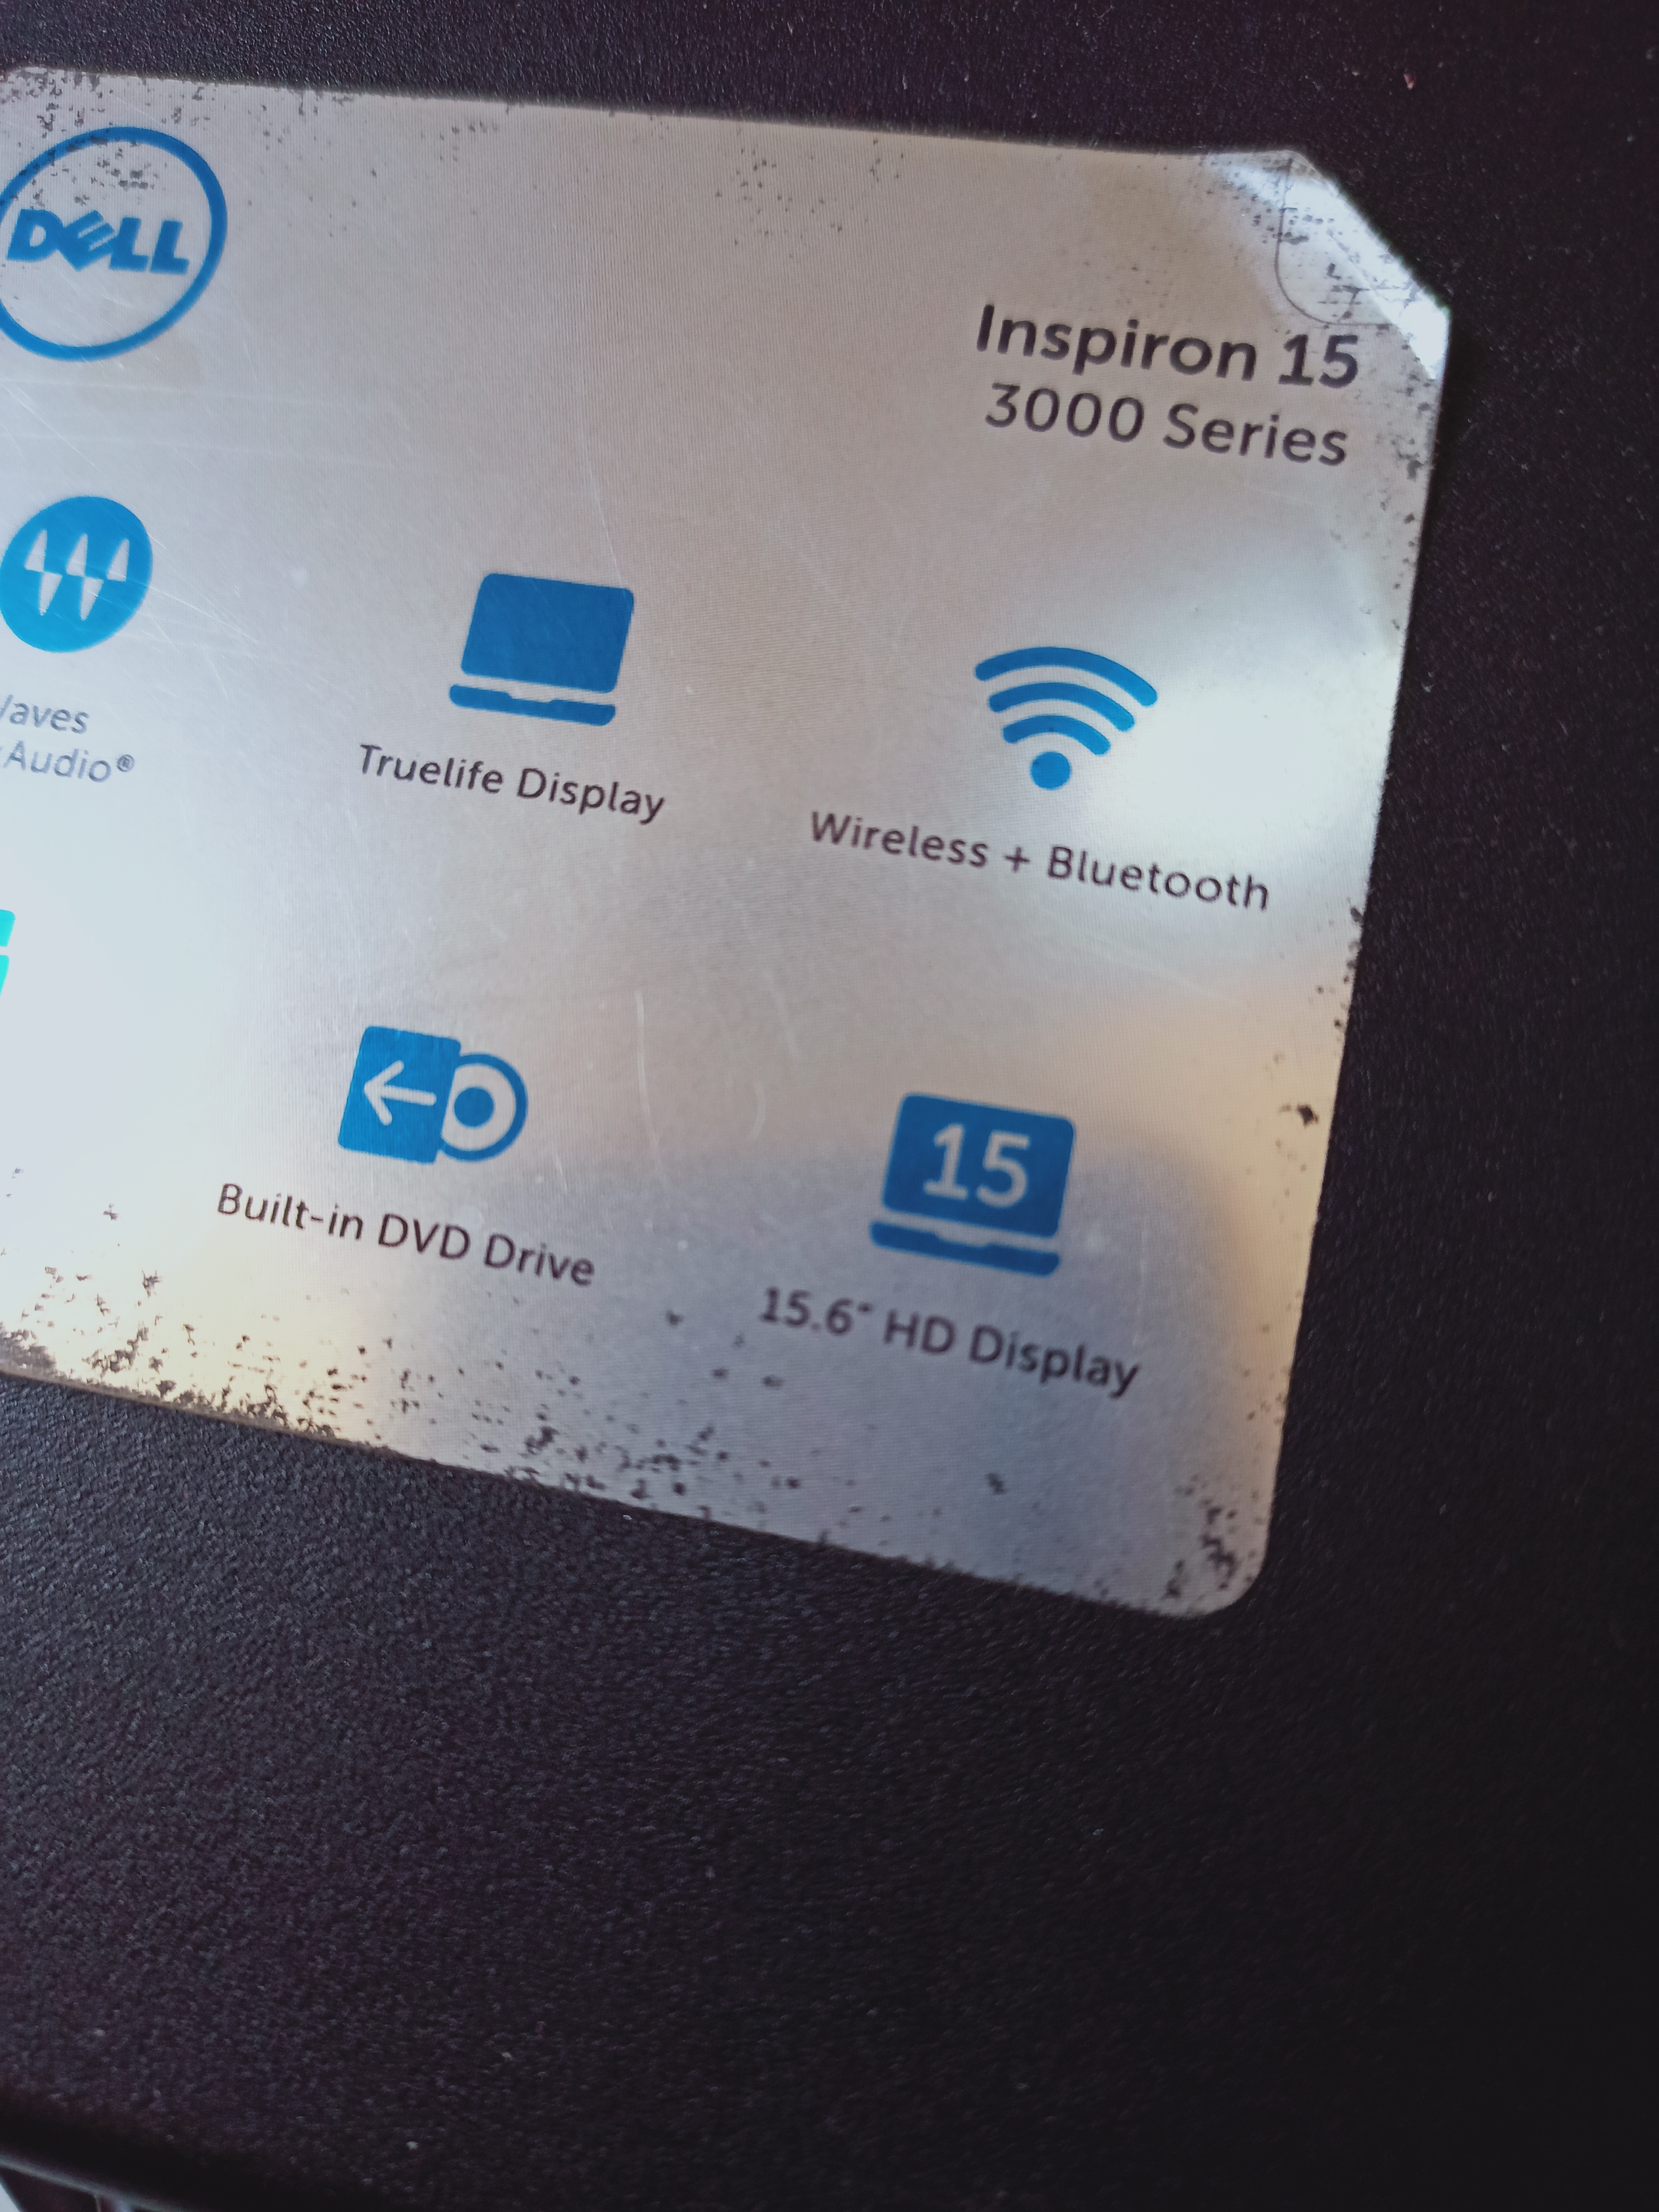 DELL
Inspiron 15
3000 Series
Audio®
Truelife Display
Wireless + Bluetooth
Built-in DVD Drive
15
15.6" HD Display